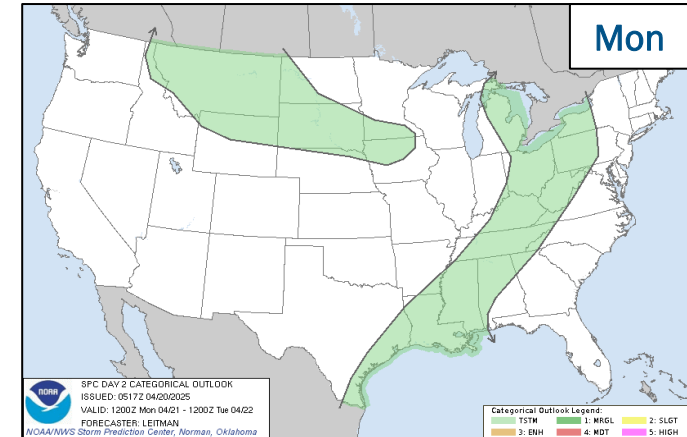 Mon
NOAA
SPC DAY 2 CATEGORICAL OUTLOOK
ISSUED: 0517Z 04/20/2025
VALID: 1200Z Mon 04/21 - 1200Z Tue 04/22
FORECASTER: LEITMAN
NOAA/NWS Storm Prediction Center, Norman, Oklahoma
Categorical Outlook Legend:
TSTM 1: MRGL 2: SLGT
3: ENH 4: MDT 5: HIGH